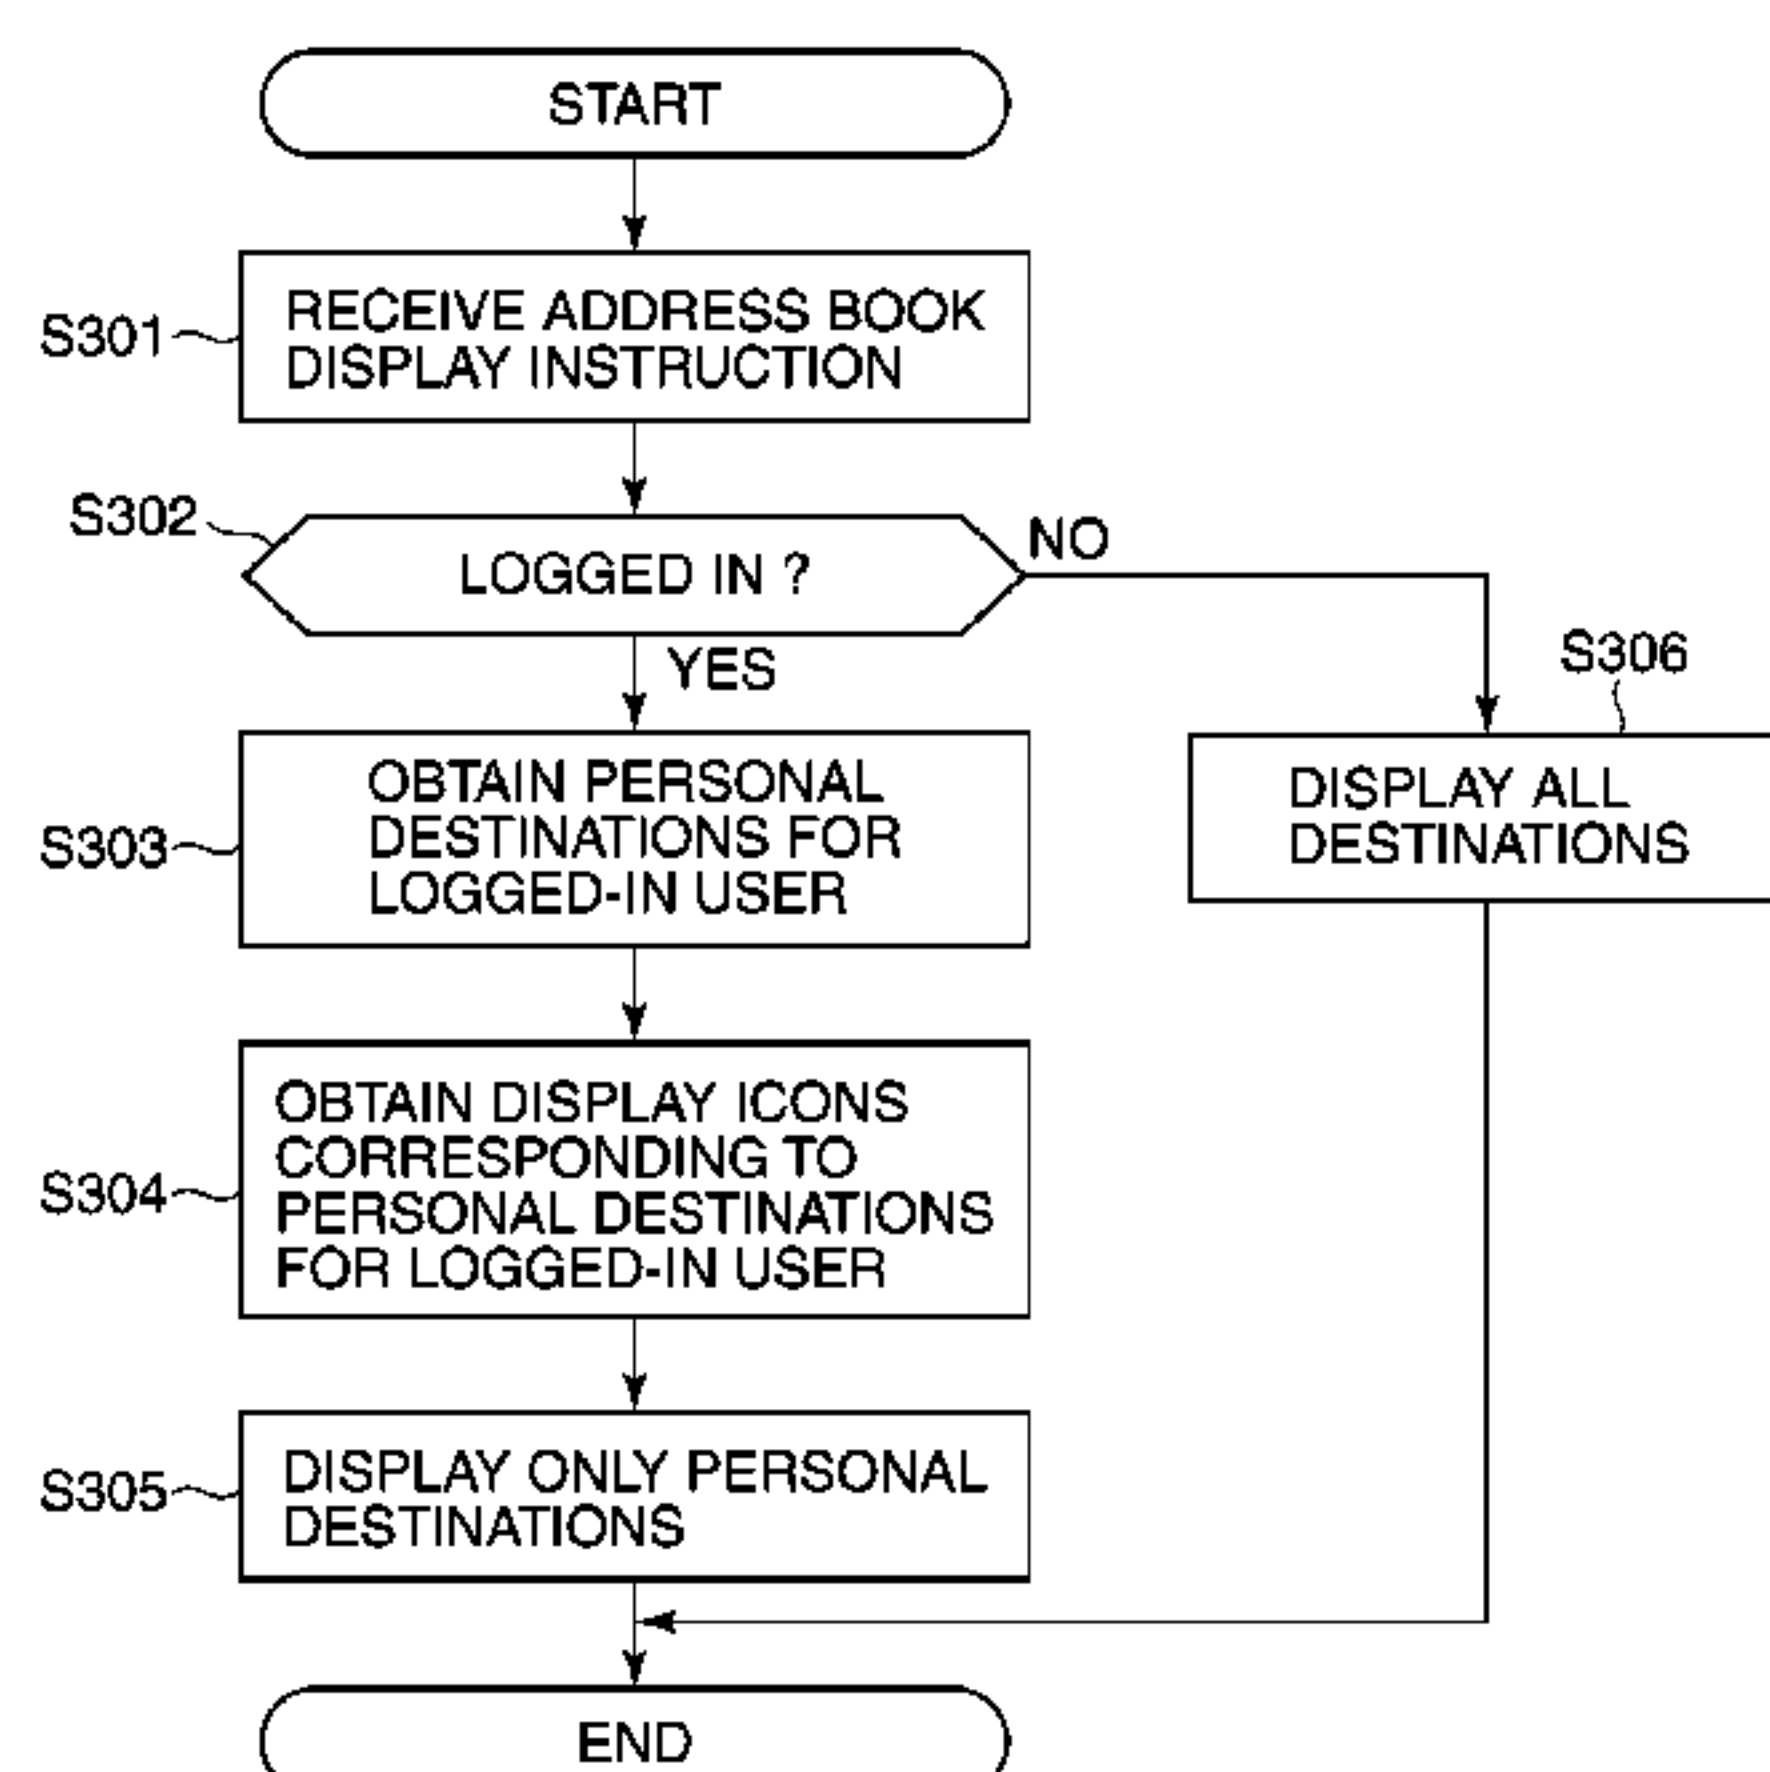 START
S301
RECEIVE ADDRESS BOOK
DISPLAY INSTRUCTION
S302
LOGGED IN ?
NO
YES
S303
OBTAIN PERSONAL
DESTINATIONS FOR
LOGGED-IN USER
S306
DISPLAY ALL
DESTINATIONS
S304
OBTAIN DISPLAY ICONS
CORRESPONDING TO
PERSONAL DESTINATIONS
FOR LOGGED-IN USER
S305
DISPLAY ONLY PERSONAL
DESTINATIONS
END